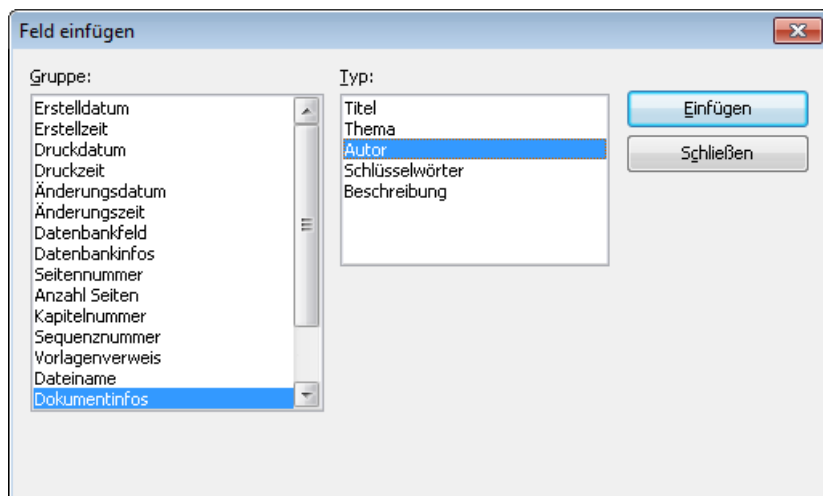 Feld einfügen
Gruppe:
Erstelldatum
Erstellzeit
Druckdatum
Druckzeit
Änderungsdatum
Änderungszeit
Datenbankfeld
Datenbankinfos
Seitennummer
Anzahl Seiten
Kapitelnummer
Sequenznummer
Vorlagenverweis
Dateiname
Dokumentinfos
Typ:
Titel
Thema
Autor
Schlüsselwörter
Beschreibung
Einfügen
Schließen